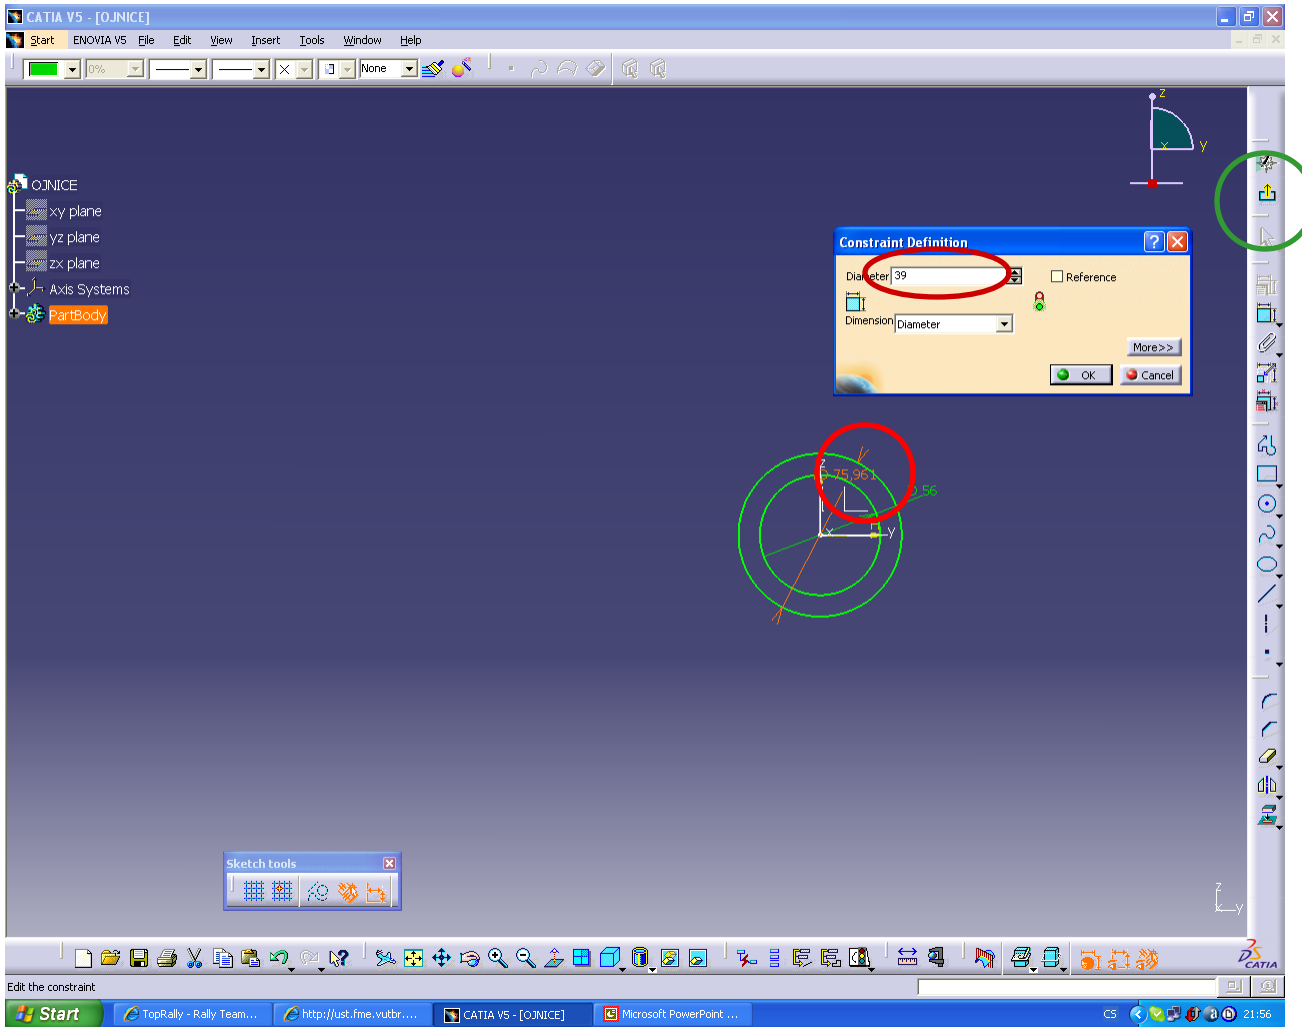 CATIA V5 - [OJNICE]
Start ENOVIA V5 File Edit View Insert Tools Window Help
0% None
z
x y
OJNICE
xy plane
yz plane
zx plane
Axis Systems
PartBody
Constraint Definition
Diameter 39 Reference
Dimension Diameter
More>>
OK Cancel
D 75,961
D 56
z
H
x y
Sketch tools
z
x y
CATIA
Edit the constraint
Start TopRally - Rally Team... http://ust.fme.vutbr.... CATIA V5 - [OJNICE] Microsoft PowerPoint ... CS 21:56